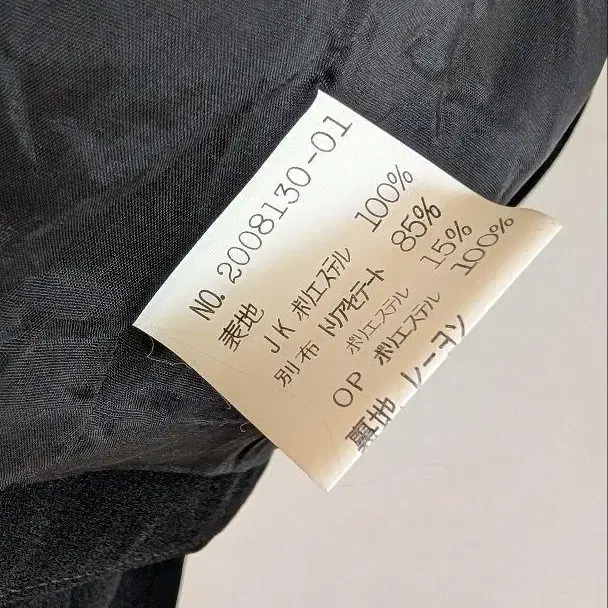 NO. 2008130-01
表地
JK ポリエステル 100%
別布 トリアセテート 85%
ポリエステル 15%
OP ポリエステル 100%
裏地 レーヨン